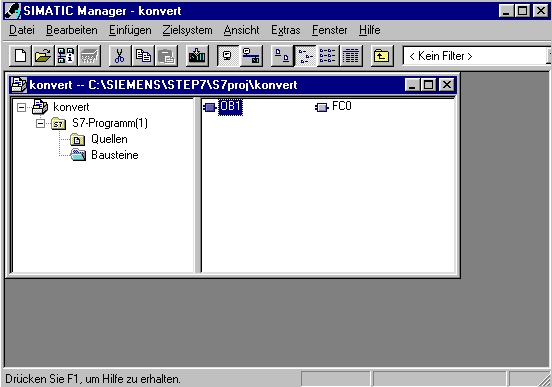 SIMATIC Manager - konvert
Datei Bearbeiten Einfügen Zielsystem Ansicht Extras Fenster Hilfe
< Kein Filter >
konvert -- C:\SIEMENS\STEP7\S7proj\konvert
konvert
S7-Programm(1)
Quellen
Bausteine
OB1 FC0
Drücken Sie F1, um Hilfe zu erhalten.